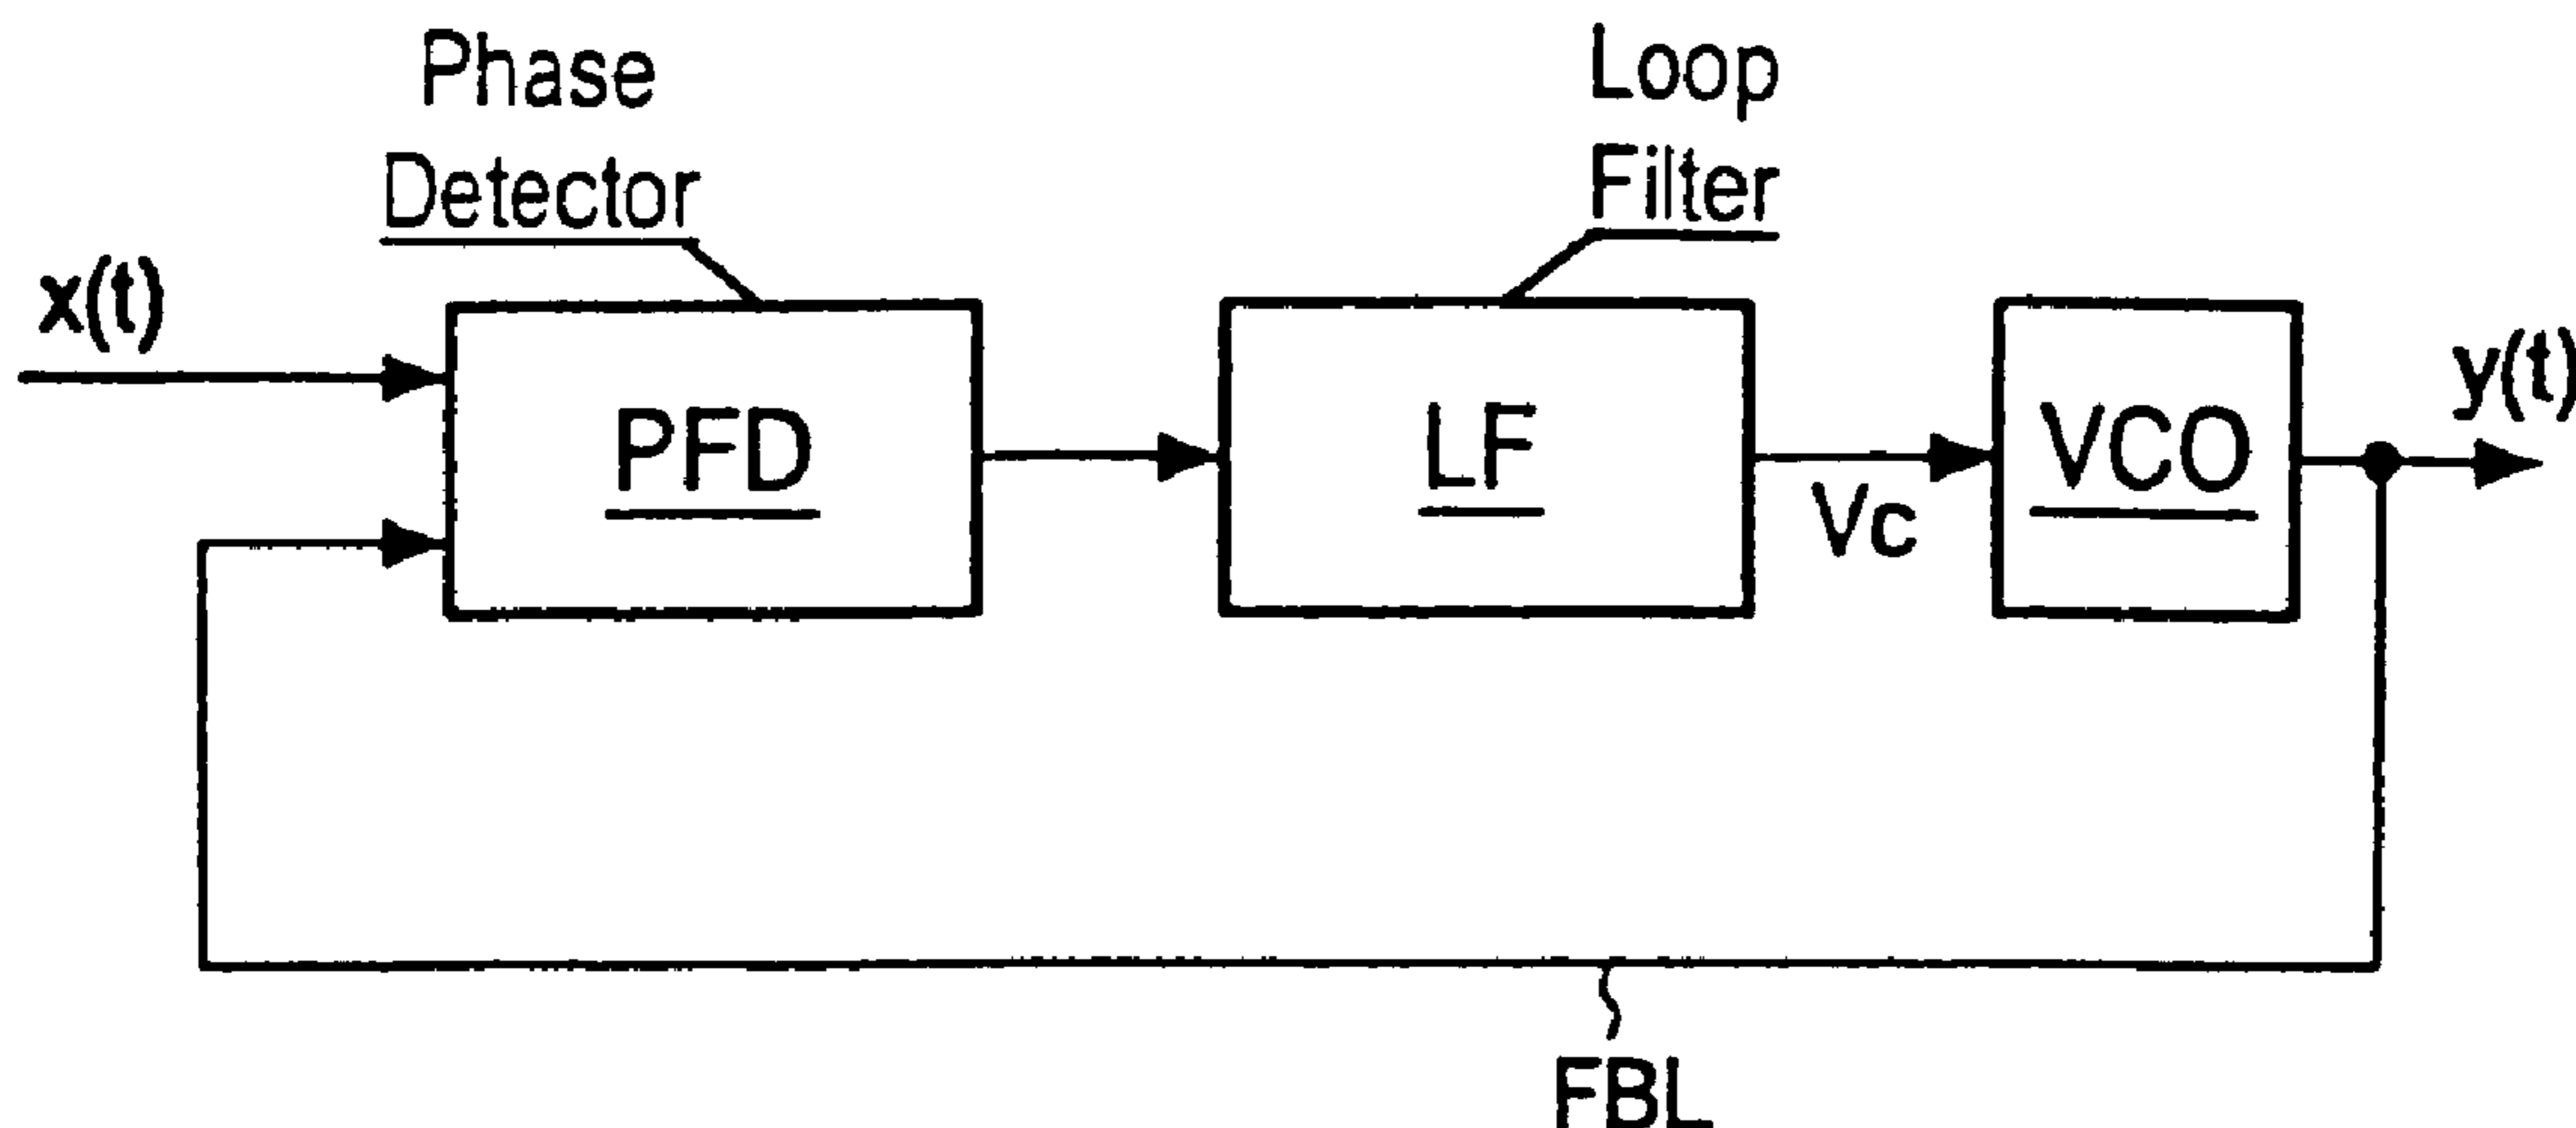 Phase
Detector
Loop
Filter
x(t)
PFD
LF
Vc
VCO
y(t)
FBL